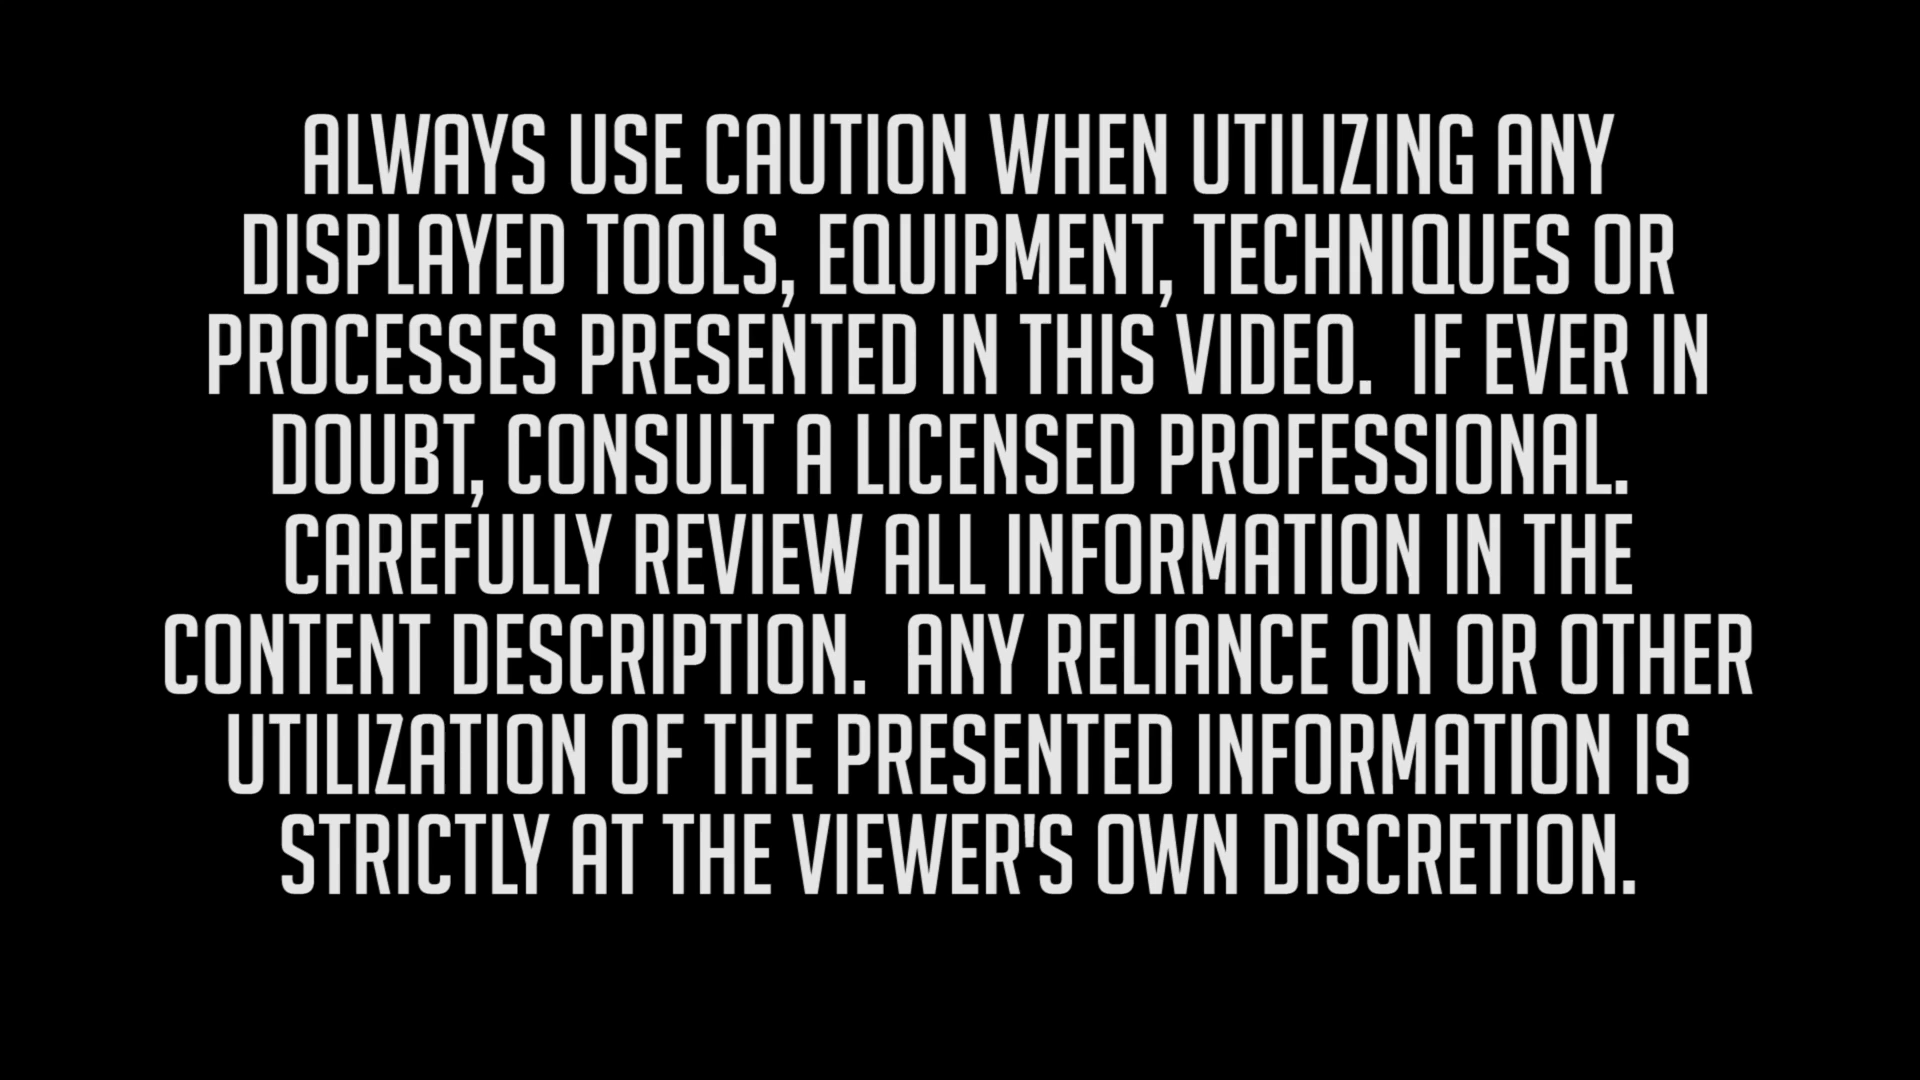 ALWAYS USE CAUTION WHEN UTILIZING ANY
DISPLAYED TOOLS, EQUIPMENT, TECHNIQUES OR
PROCESSES PRESENTED IN THIS VIDEO.  IF EVER IN
DOUBT, CONSULT A LICENSED PROFESSIONAL.
CAREFULLY REVIEW ALL INFORMATION IN THE
CONTENT DESCRIPTION.  ANY RELIANCE ON OR OTHER
UTILIZATION OF THE PRESENTED INFORMATION IS
STRICTLY AT THE VIEWER'S OWN DISCRETION.